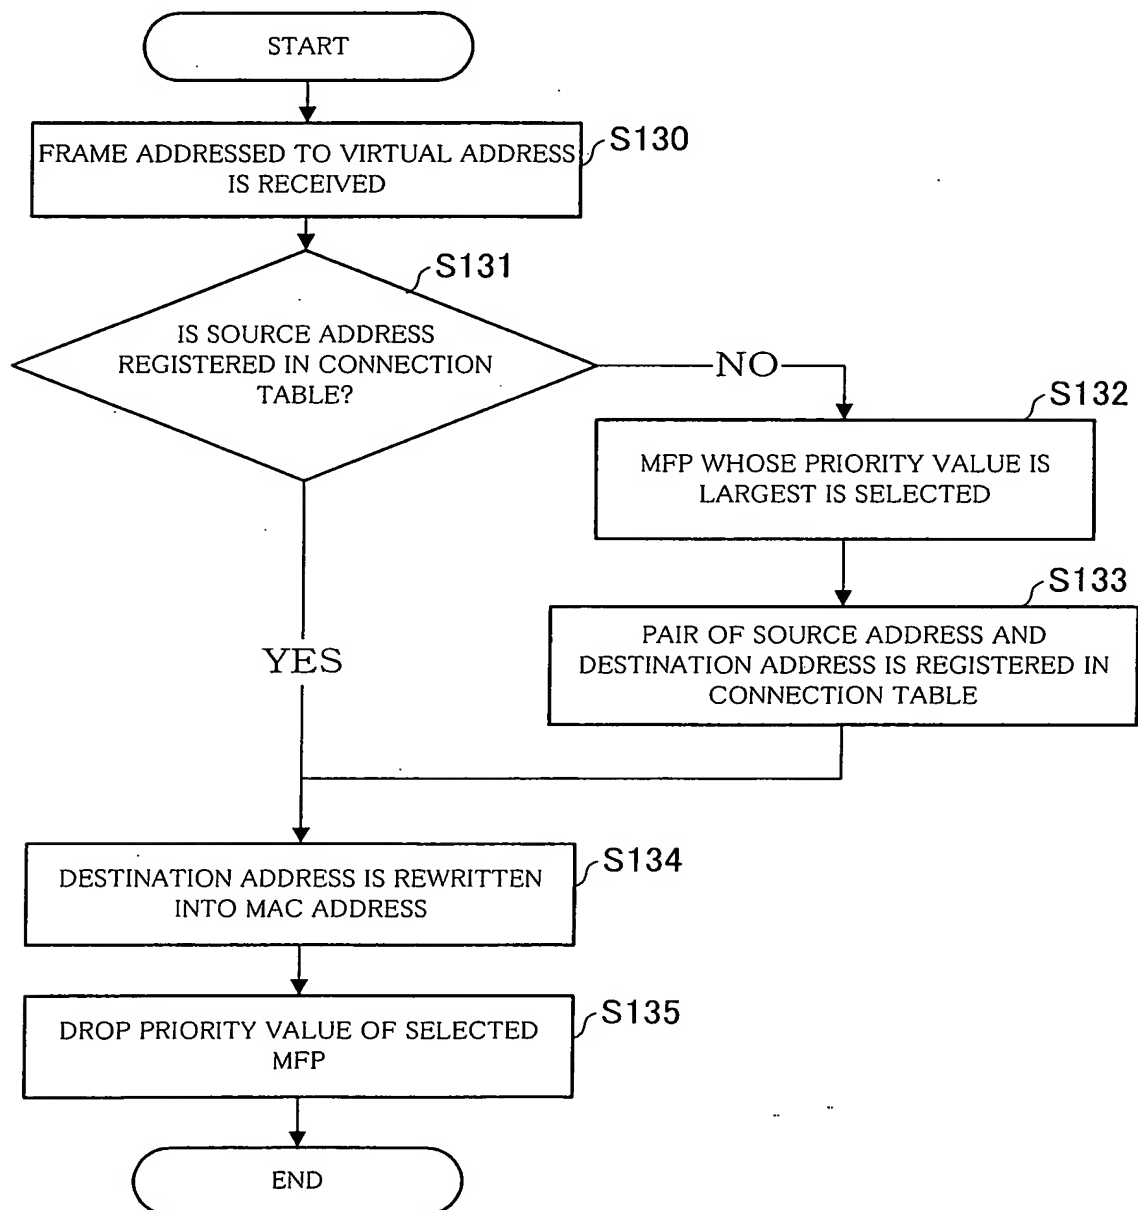 START
S130
FRAME ADDRESSED TO VIRTUAL ADDRESS
IS RECEIVED
S131
IS SOURCE ADDRESS
REGISTERED IN CONNECTION
TABLE?
NO
S132
MFP WHOSE PRIORITY VALUE IS
LARGEST IS SELECTED
S133
PAIR OF SOURCE ADDRESS AND
DESTINATION ADDRESS IS REGISTERED IN
CONNECTION TABLE
YES
S134
DESTINATION ADDRESS IS REWRITTEN
INTO MAC ADDRESS
S135
DROP PRIORITY VALUE OF SELECTED
MFP
END